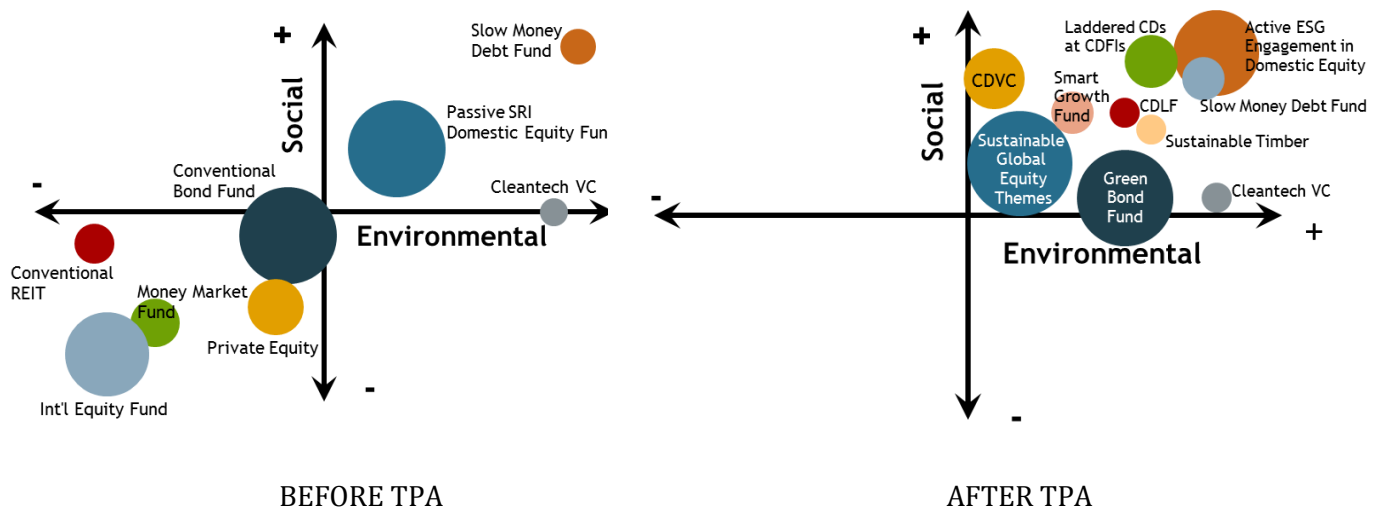 +
Social
Slow Money
Debt Fund
Passive SRI
Domestic Equity Fun
Conventional
Bond Fund
Cleantech VC
-
Environmental
Conventional
REIT
Money Market
Fund
Private Equity
Int'l Equity Fund
-
BEFORE TPA
+
Social
Laddered CDs
at CDFIs
Active ESG
Engagement in
Domestic Equity
CDVC
Smart
Growth
Fund
CDLF
Slow Money Debt Fund
Sustainable Timber
Sustainable
Global
Equity
Themes
Green
Bond
Fund
Cleantech VC
-
+
Environmental
-
AFTER TPA